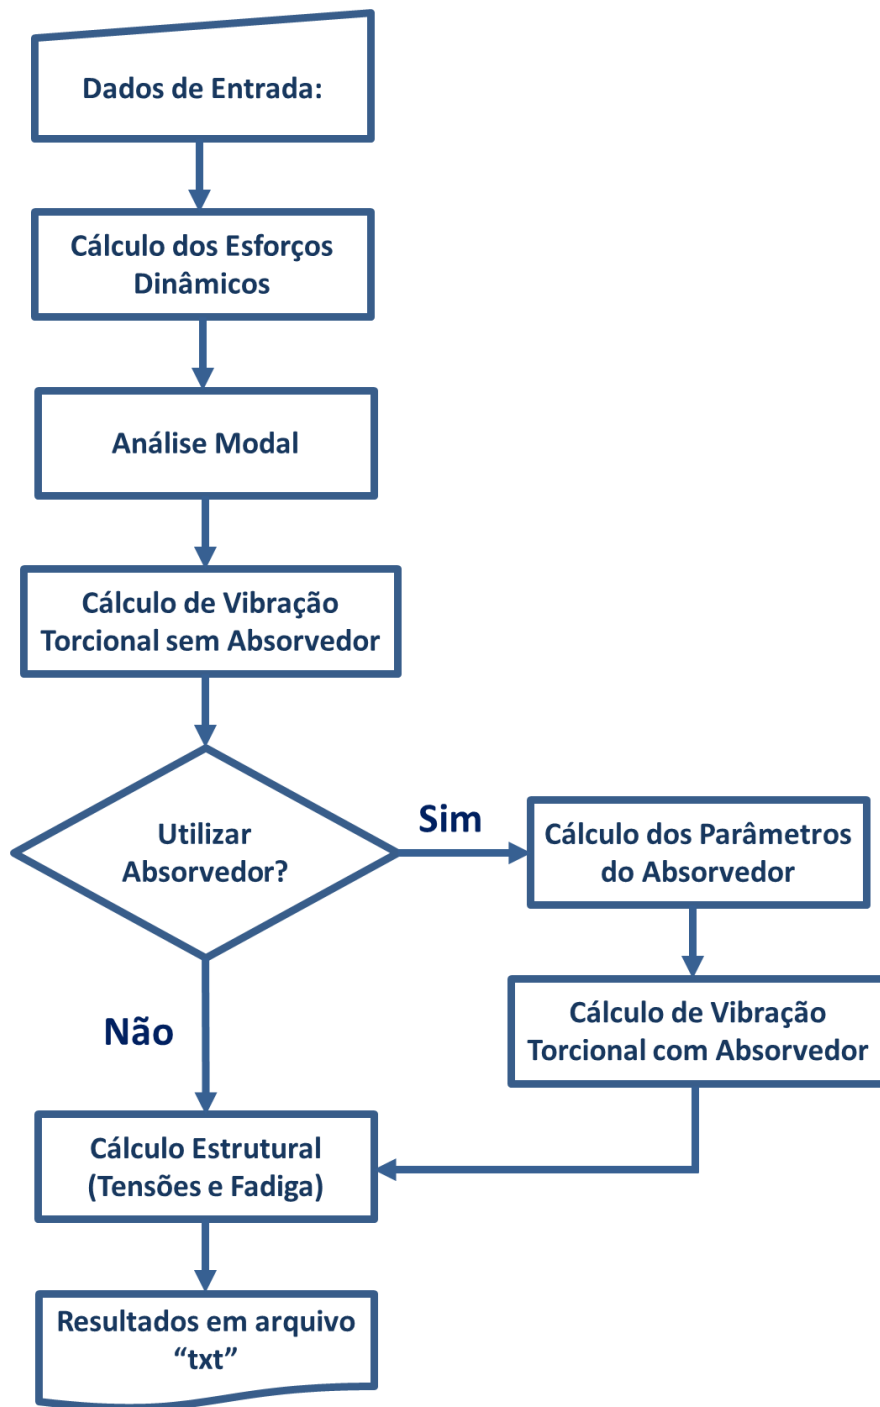 Dados de Entrada:
Cálculo dos Esforços
Dinâmicos
Análise Modal
Cálculo de Vibração
Torcional sem Absorvedor
Utilizar
Absorvedor?
Sim
Cálculo dos Parâmetros
do Absorvedor
Cálculo de Vibração
Torcional com Absorvedor
Não
Cálculo Estrutural
(Tensões e Fadiga)
Resultados em arquivo
“txt”